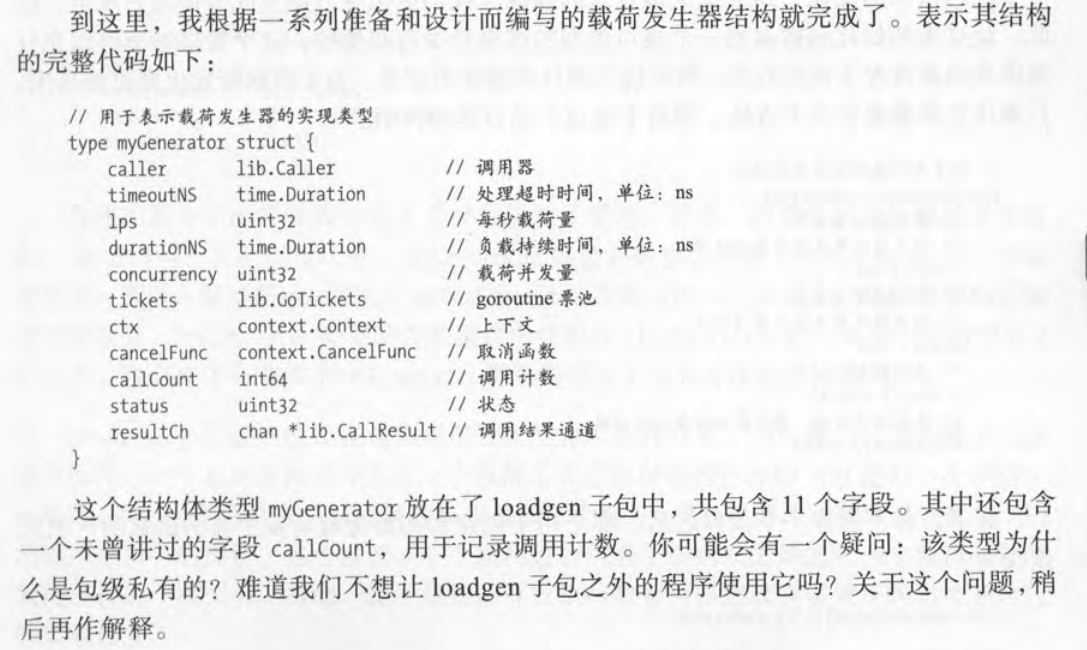 到这里，我根据一系列准备和设计而编写的载荷发生器结构就完成了。表示其结构
的完整代码如下：
// 用于表示载荷发生器的实现类型
type myGenerator struct {
caller lib.Caller // 调用器
timeoutNS time.Duration // 处理超时时间，单位：ns
lps uint32 // 每秒载荷量
durationNS time.Duration // 负载持续时间，单位：ns
concurrency uint32 // 载荷并发量
tickets lib.GoTickets // goroutine 票池
ctx context.Context // 上下文
cancelFunc context.CancelFunc // 取消函数
callCount int64 // 调用计数
status uint32 // 状态
resultCh chan *lib.CallResult // 调用结果通道
}
这个结构体类型 myGenerator 放在了 loadgen 子包中，共包含 11 个字段。其中还包含
一个未曾讲过的字段 callCount，用于记录调用计数。你可能会有一个疑问：该类型为什
么是包级私有的？难道我们不想让 loadgen 子包之外的程序使用它吗？关于这个问题，稍
后再作解释。